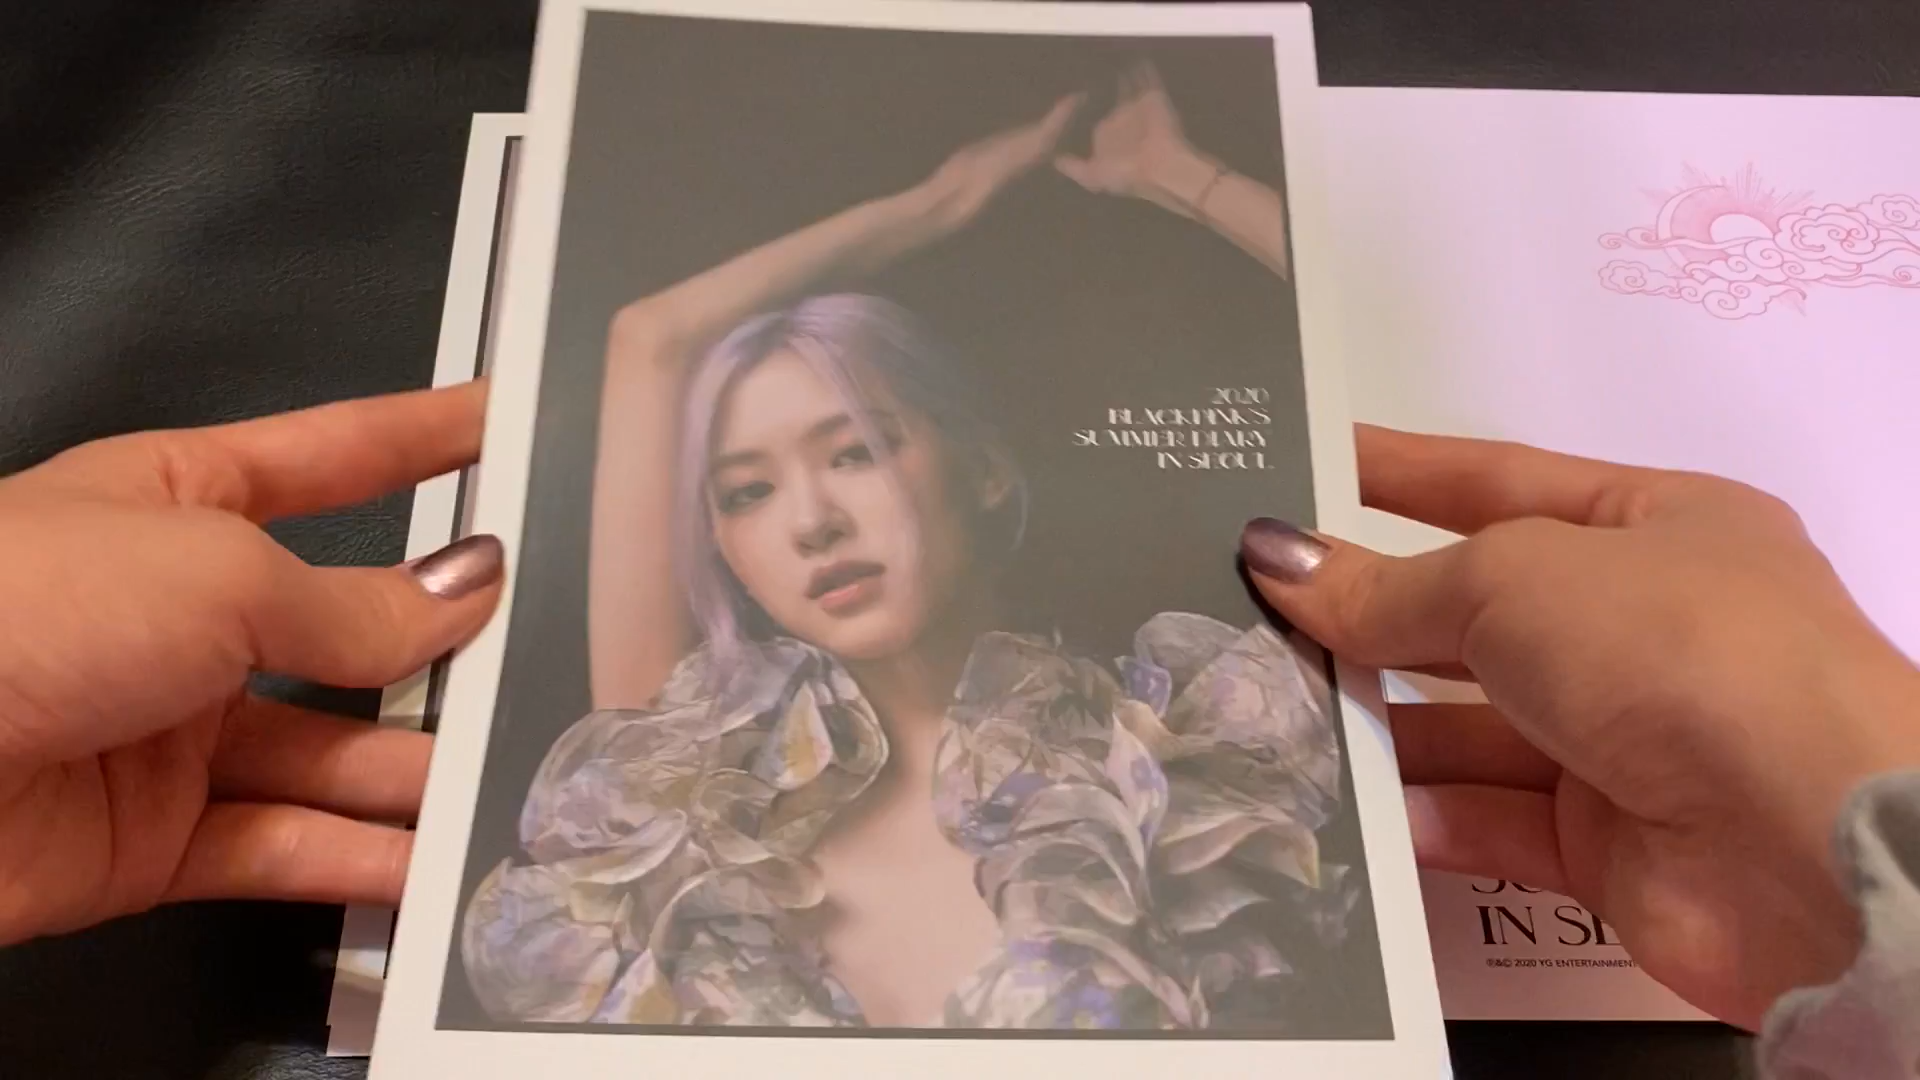 2020
BLACKPINK'S
SUMMER DIARY
IN SEOUL
IN SE
℗&© 2020 YG ENTERTAINMENT